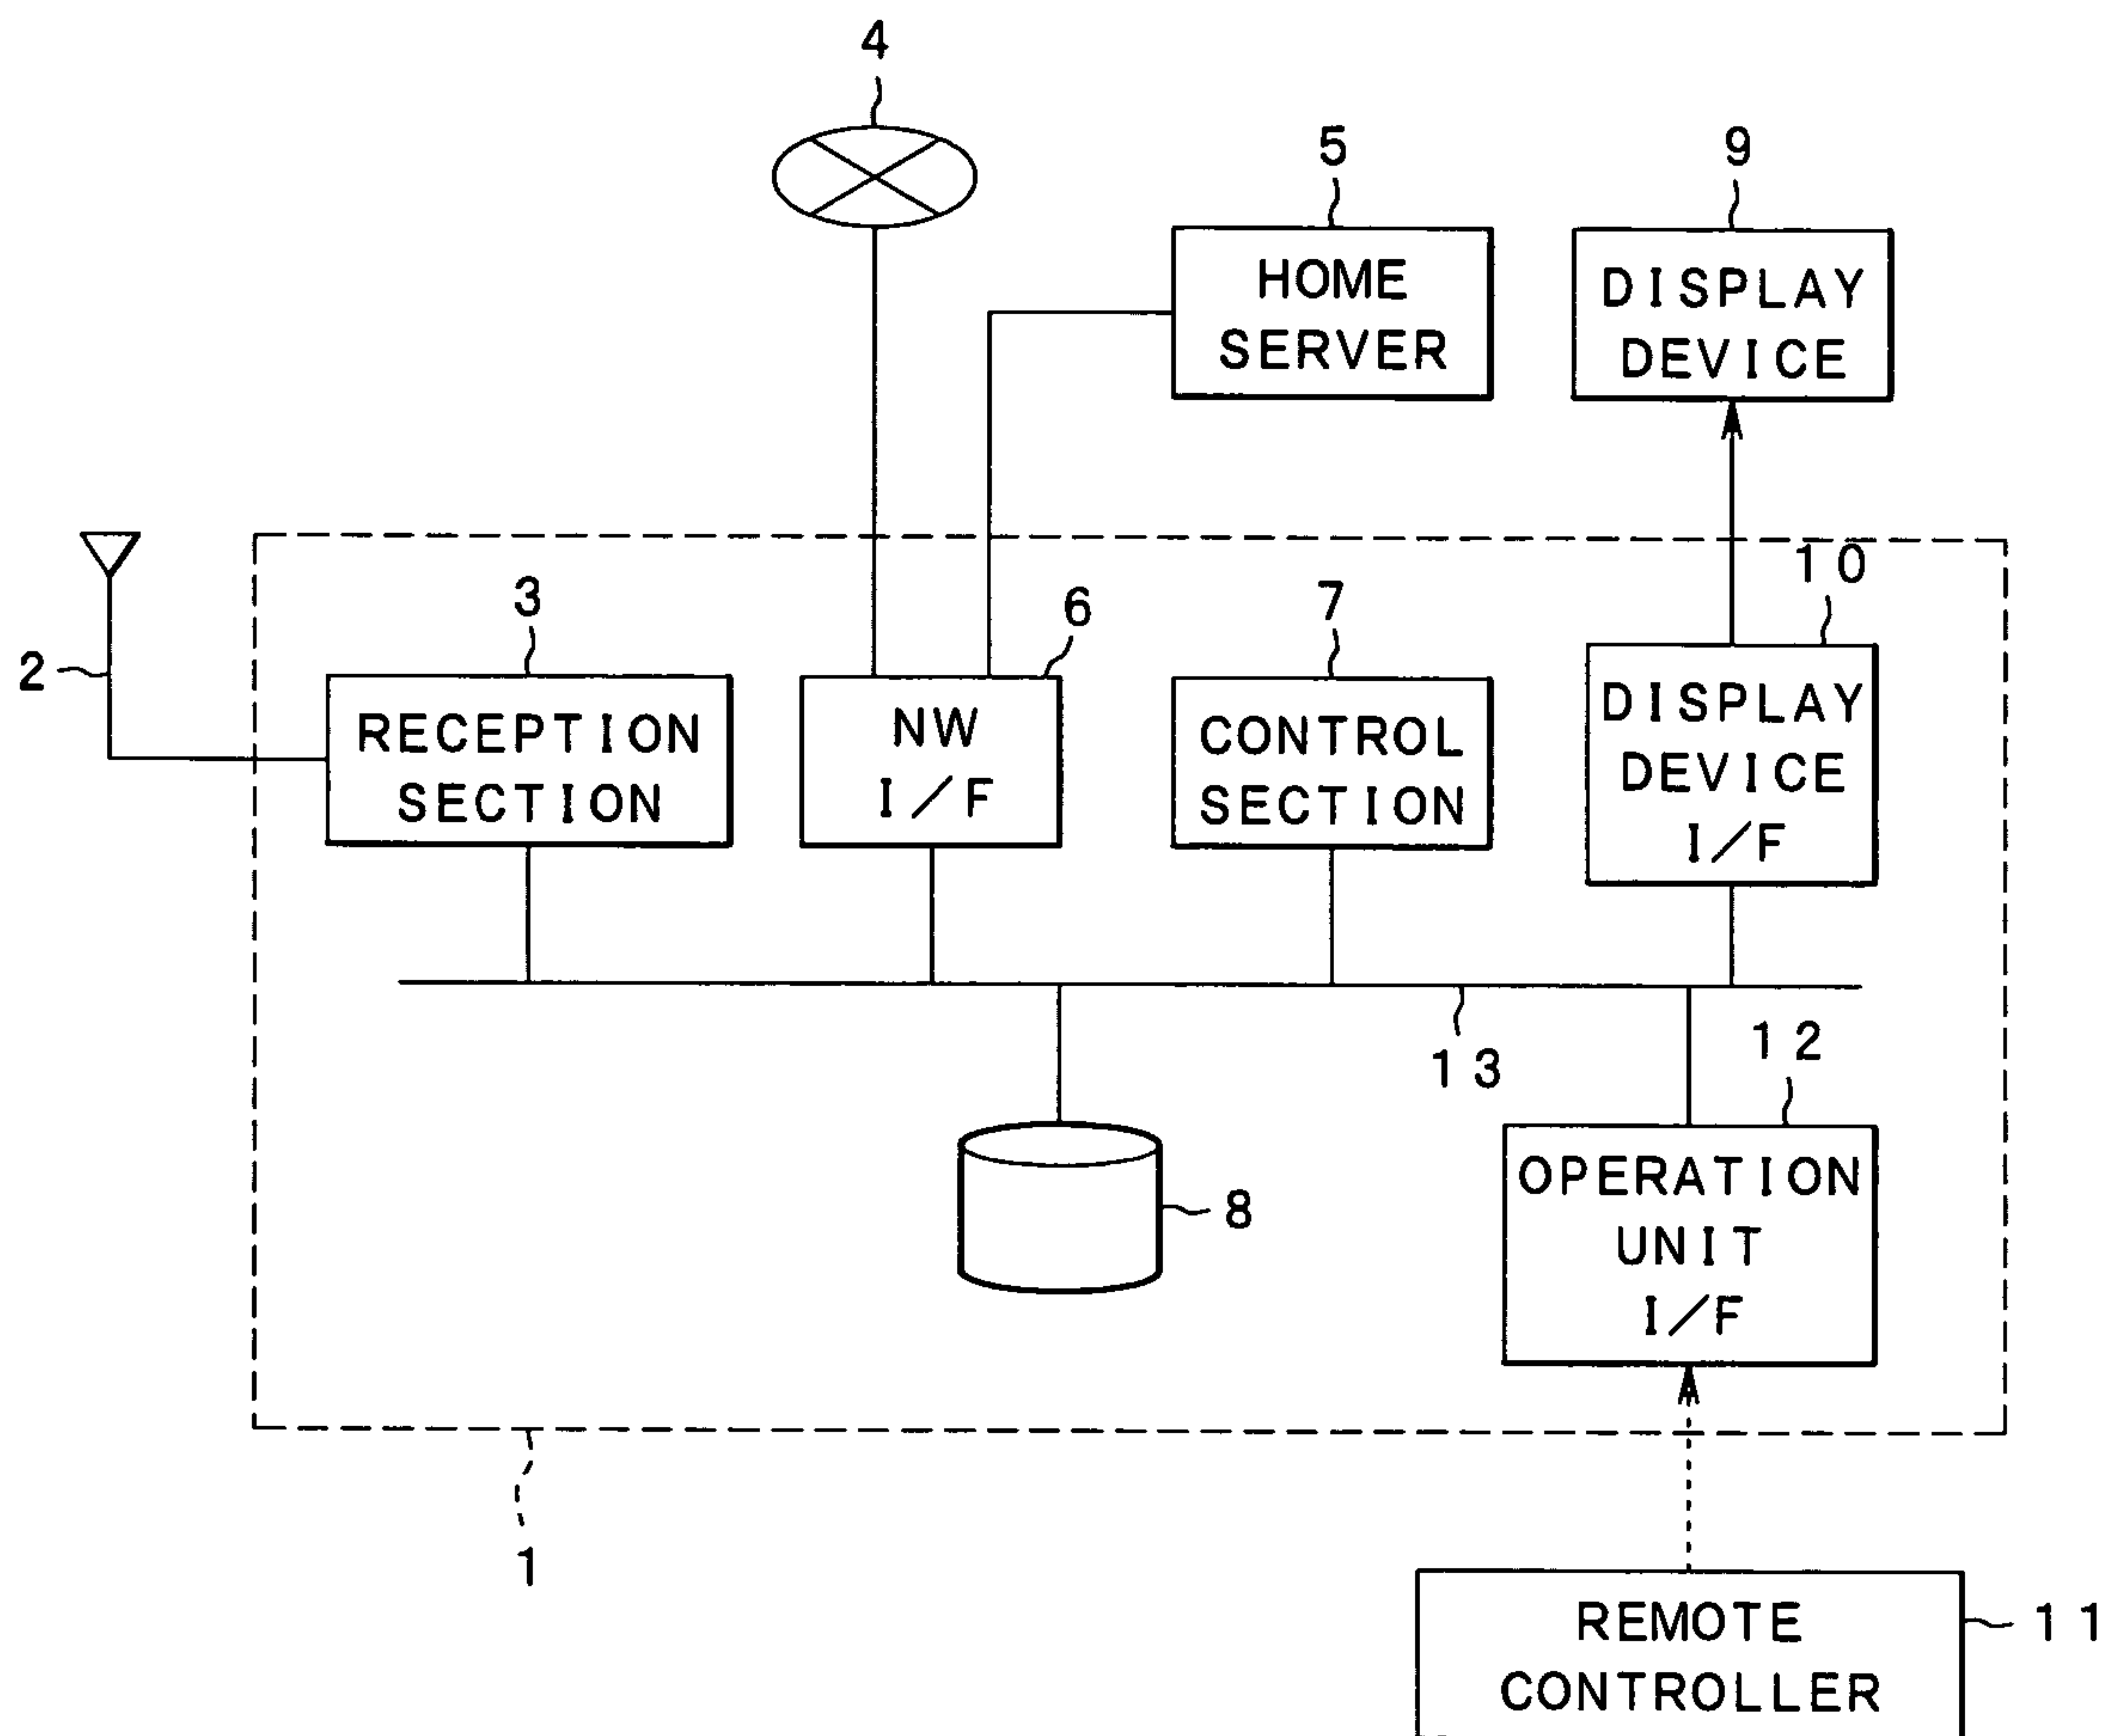 4
5
9
HOME
SERVER
DISPLAY
DEVICE
10
2
3
6
7
RECEPTION
SECTION
NW
I/F
CONTROL
SECTION
DISPLAY
DEVICE
I/F
13
12
8
OPERATION
UNIT
I/F
1
REMOTE
CONTROLLER
11